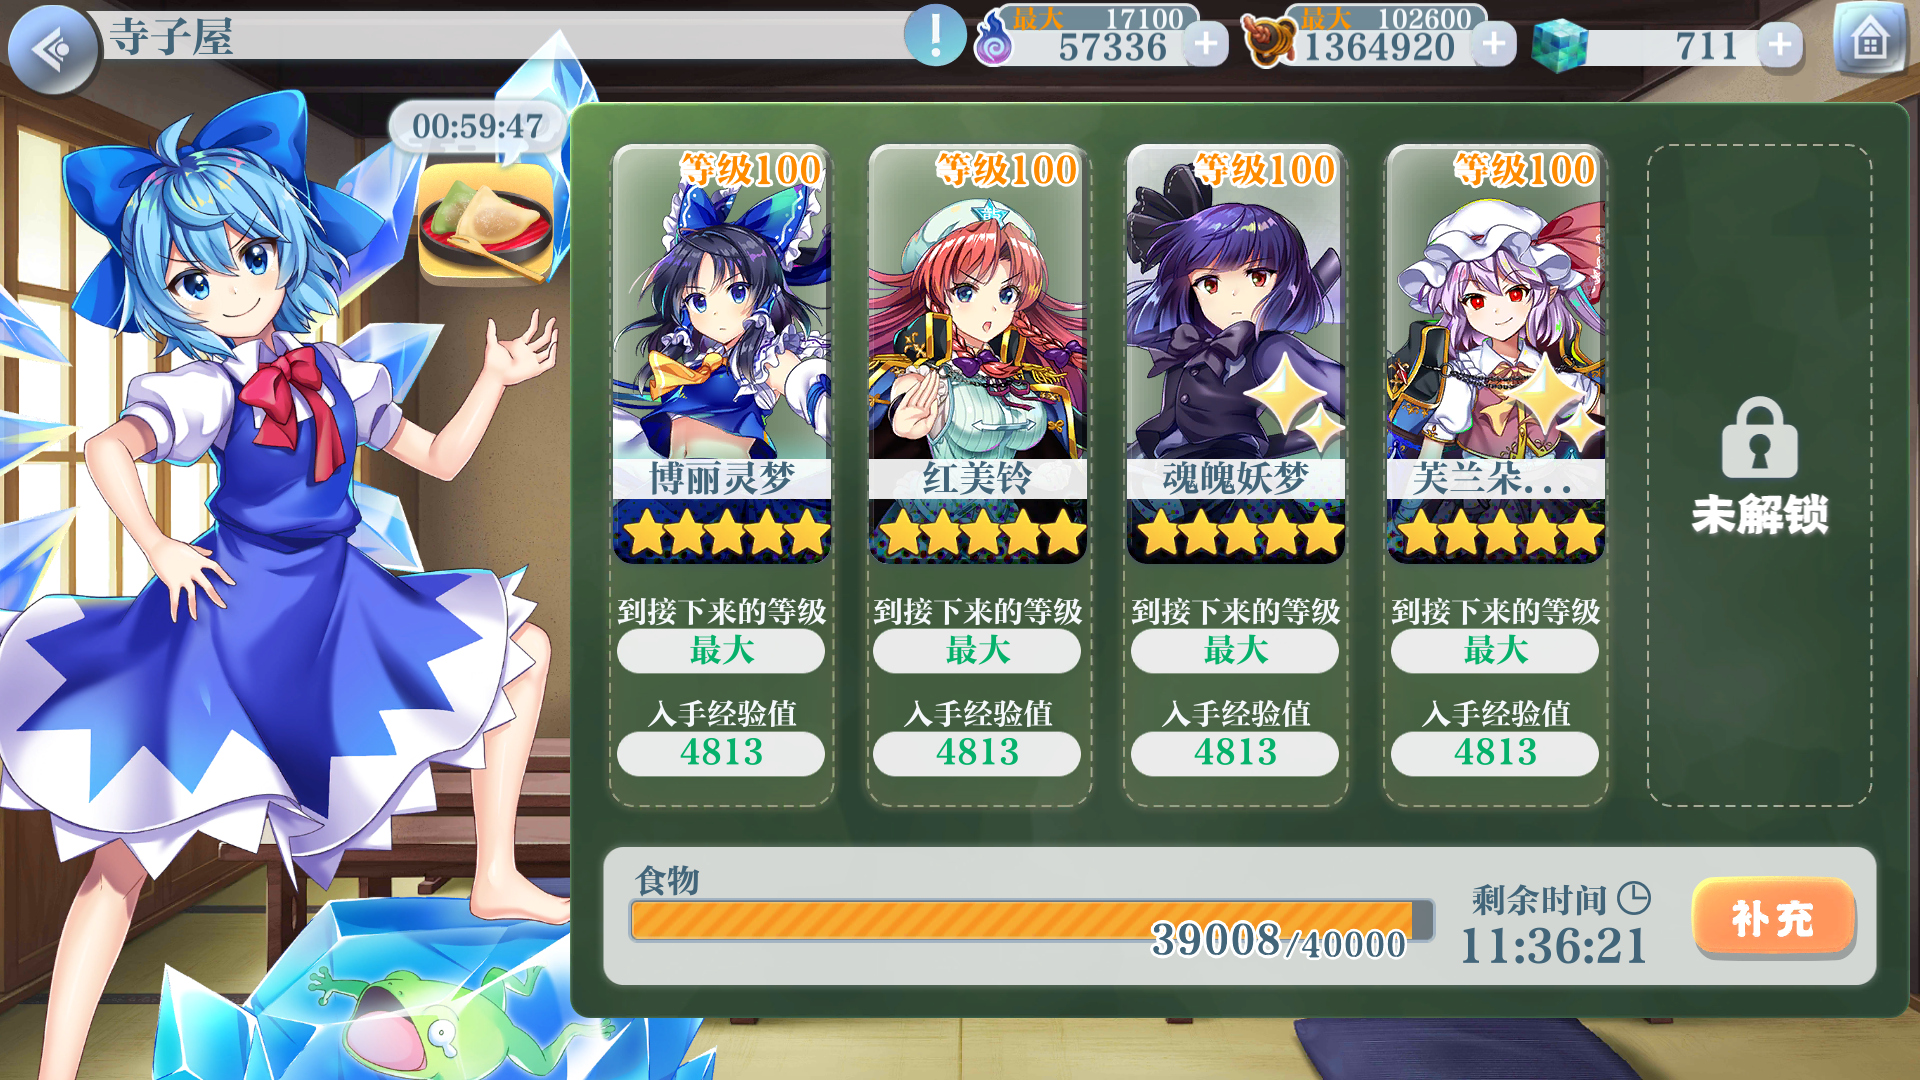 寺子屋
最大 17100
57336
最大 102600
1364920
711
00:59:47
等级100
等级100
等级100
等级100
博丽灵梦
红美铃
魂魄妖梦
芙兰朵...
未解锁
到接下来的等级
到接下来的等级
到接下来的等级
到接下来的等级
最大
最大
最大
最大
入手经验值
入手经验值
入手经验值
入手经验值
4813
4813
4813
4813
食物
39008/40000
剩余时间
11:36:21
补充